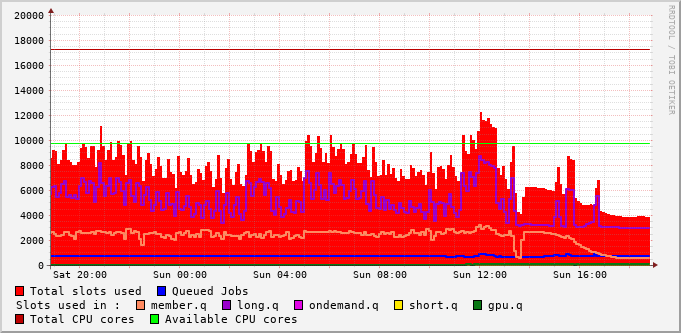 20000
18000
16000
14000
12000
10000
8000
6000
4000
2000
0
Sat 20:00 Sun 00:00 Sun 04:00 Sun 08:00 Sun 12:00 Sun 16:00
Total slots used Queued Jobs
Slots used in : member.q long.q ondemand.q short.q gpu.q
Total CPU cores Available CPU cores
RRDTOOL / TOBI OETIKER